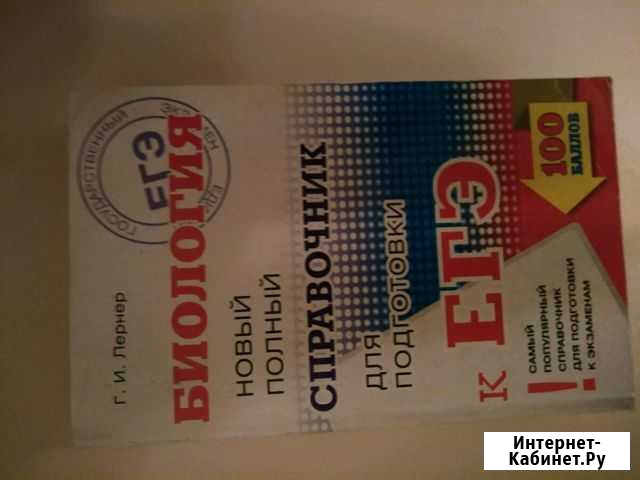 Г. И. Лернер
ГОСУДАРСТВЕННЫЙ
ЕГЭ
БИОЛОГИЯ
НОВЫЙ
ПОЛНЫЙ
СПРАВОЧНИК
ДЛЯ
ПОДГОТОВКИ
К ЕГЭ
100
БАЛЛОВ
!
САМЫЙ
ПОПУЛЯРНЫЙ
СПРАВОЧНИК
ДЛЯ ПОДГОТОВКИ
К ЭКЗАМЕНАМ
Интернет-
Кабинет.Ру